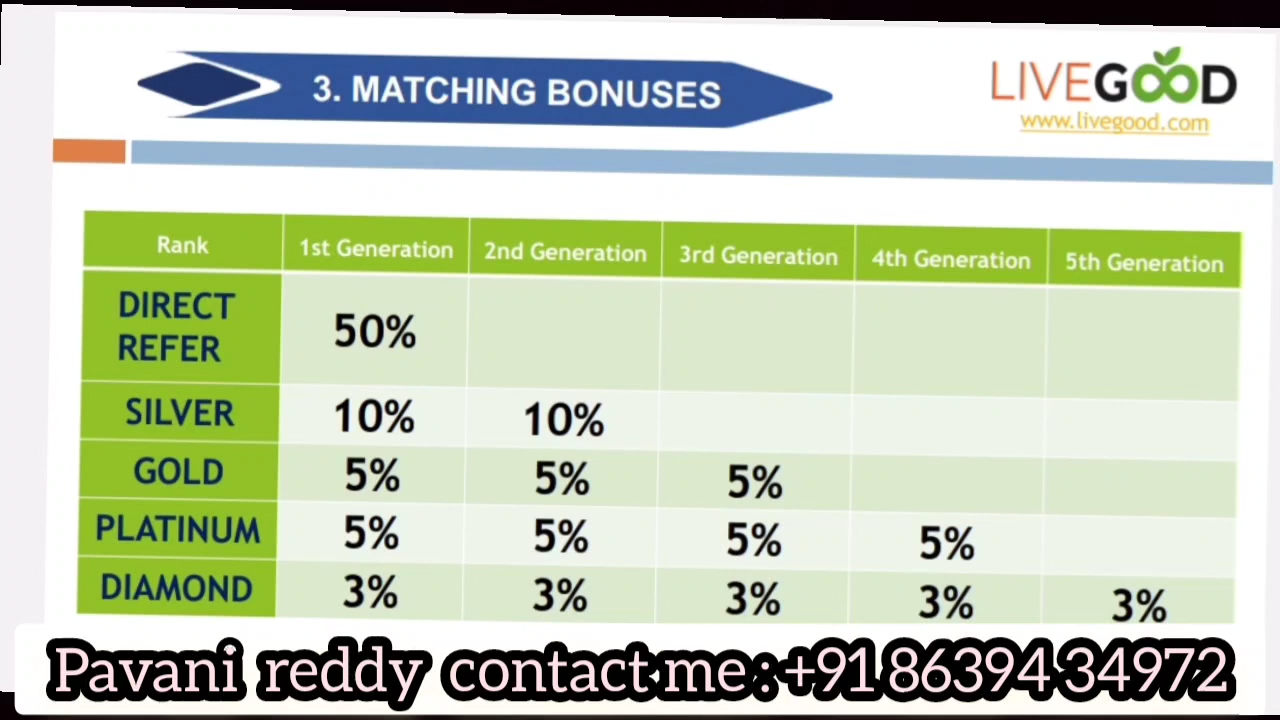 3. MATCHING BONUSES
LIVEGOOD
www.livegood.com
Rank 1st Generation 2nd Generation 3rd Generation 4th Generation 5th Generation
DIRECT
REFER 50%
SILVER 10% 10%
GOLD 5% 5% 5%
PLATINUM 5% 5% 5% 5%
DIAMOND 3% 3% 3% 3% 3%
Pavani reddy contact me : +91 86394 34972